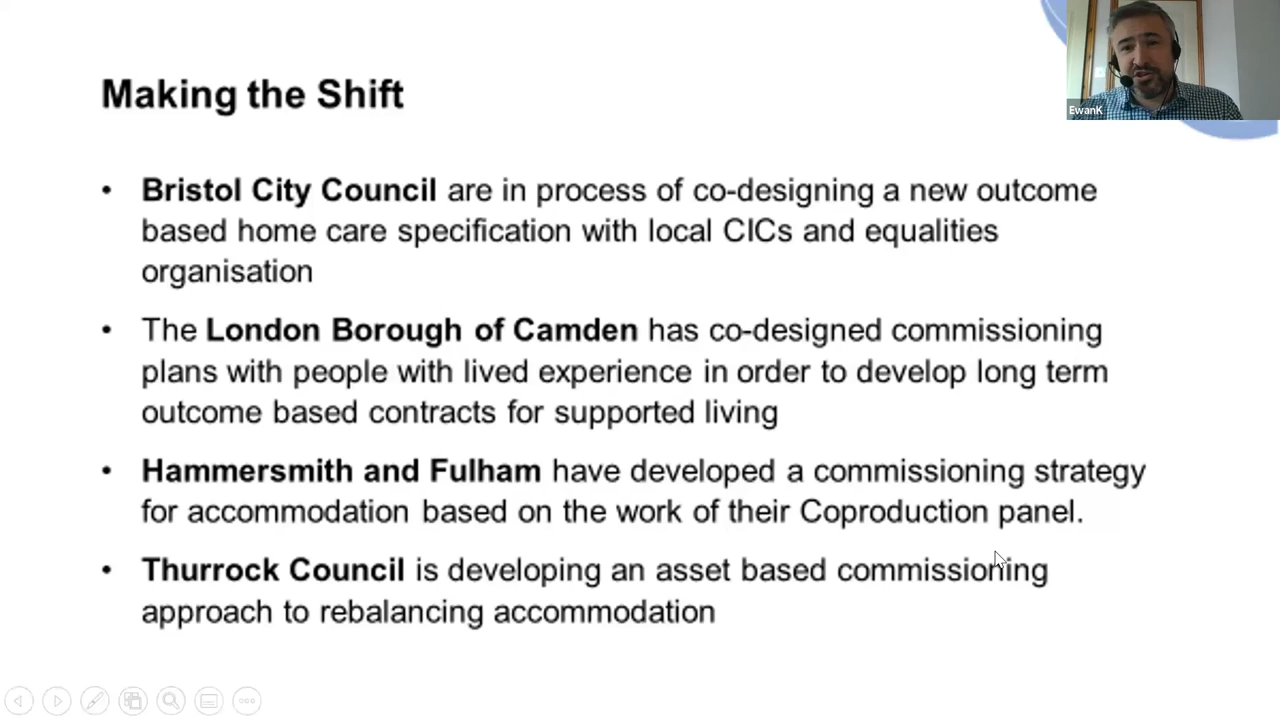 Making the Shift
EwanK
• Bristol City Council are in process of co-designing a new outcome
based home care specification with local CICs and equalities
organisation
• The London Borough of Camden has co-designed commissioning
plans with people with lived experience in order to develop long term
outcome based contracts for supported living
• Hammersmith and Fulham have developed a commissioning strategy
for accommodation based on the work of their Coproduction panel.
• Thurrock Council is developing an asset based commissioning
approach to rebalancing accommodation